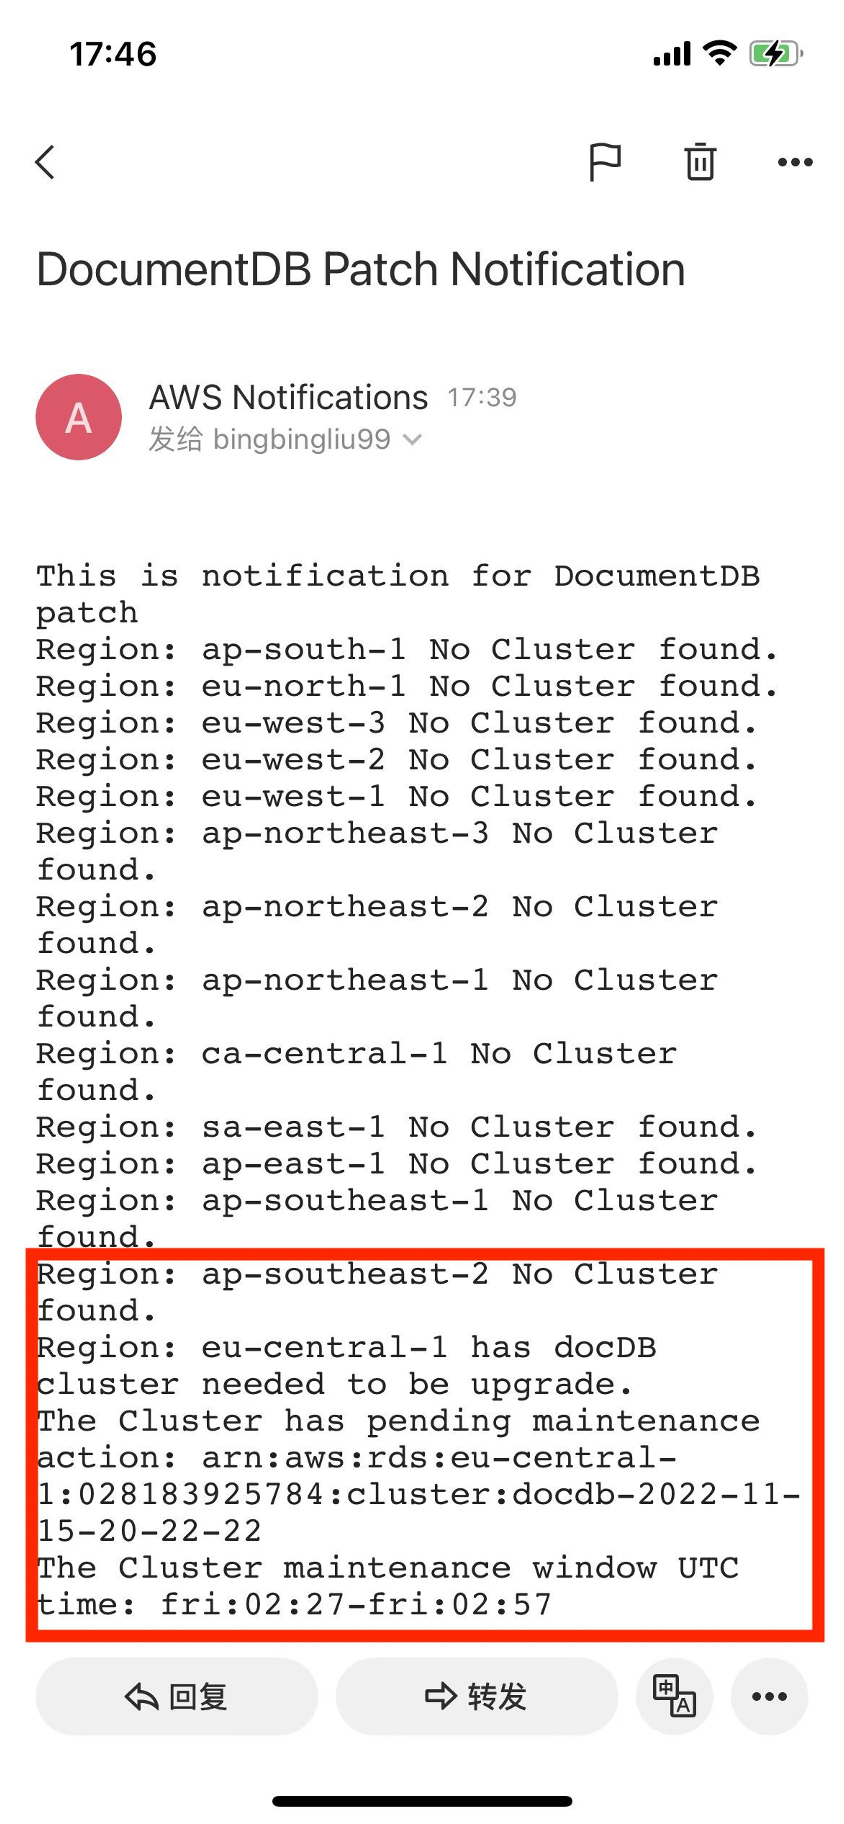 17:46
DocumentDB Patch Notification
A
AWS Notifications 17:39
发给 bingbingliu99
This is notification for DocumentDB
patch
Region: ap-south-1 No Cluster found.
Region: eu-north-1 No Cluster found.
Region: eu-west-3 No Cluster found.
Region: eu-west-2 No Cluster found.
Region: eu-west-1 No Cluster found.
Region: ap-northeast-3 No Cluster
found.
Region: ap-northeast-2 No Cluster
found.
Region: ap-northeast-1 No Cluster
found.
Region: ca-central-1 No Cluster
found.
Region: sa-east-1 No Cluster found.
Region: ap-east-1 No Cluster found.
Region: ap-southeast-1 No Cluster
found.
Region: ap-southeast-2 No Cluster
found.
Region: eu-central-1 has docDB
cluster needed to be upgrade.
The Cluster has pending maintenance
action: arn:aws:rds:eu-central-
1:028183925784:cluster:docdb-2022-11-
15-20-22-22
The Cluster maintenance window UTC
time: fri:02:27-fri:02:57
回复 转发 中A